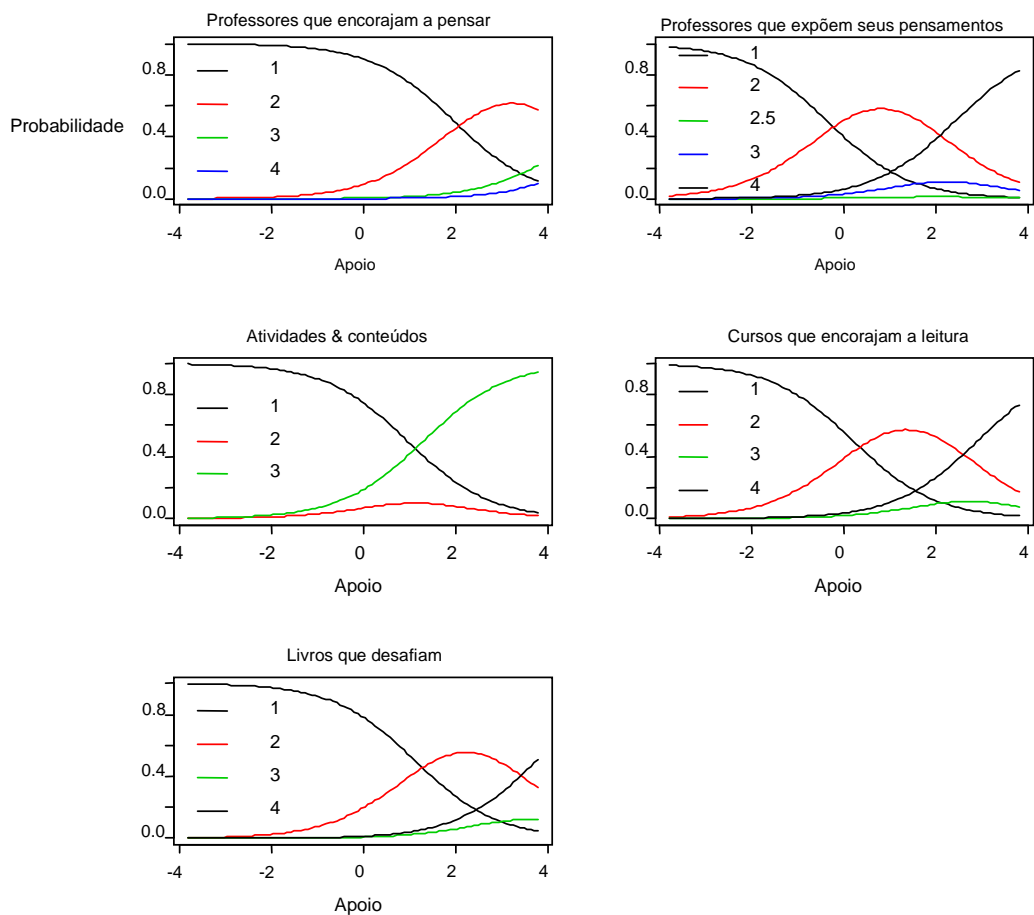 Professores que encorajam a pensar
Probabilidade
0.8
0.4
0.0
1
2
3
4
-4 -2 0 2 4
Apoio
Professores que expõem seus pensamentos
0.8
0.4
0.0
1
2
2.5
3
4
-4 -2 0 2 4
Apoio
Atividades & conteúdos
0.8
0.4
0.0
1
2
3
-4 -2 0 2 4
Apoio
Cursos que encorajam a leitura
0.8
0.4
0.0
1
2
3
4
-4 -2 0 2 4
Apoio
Livros que desafiam
0.8
0.4
0.0
1
2
3
4
-4 -2 0 2 4
Apoio